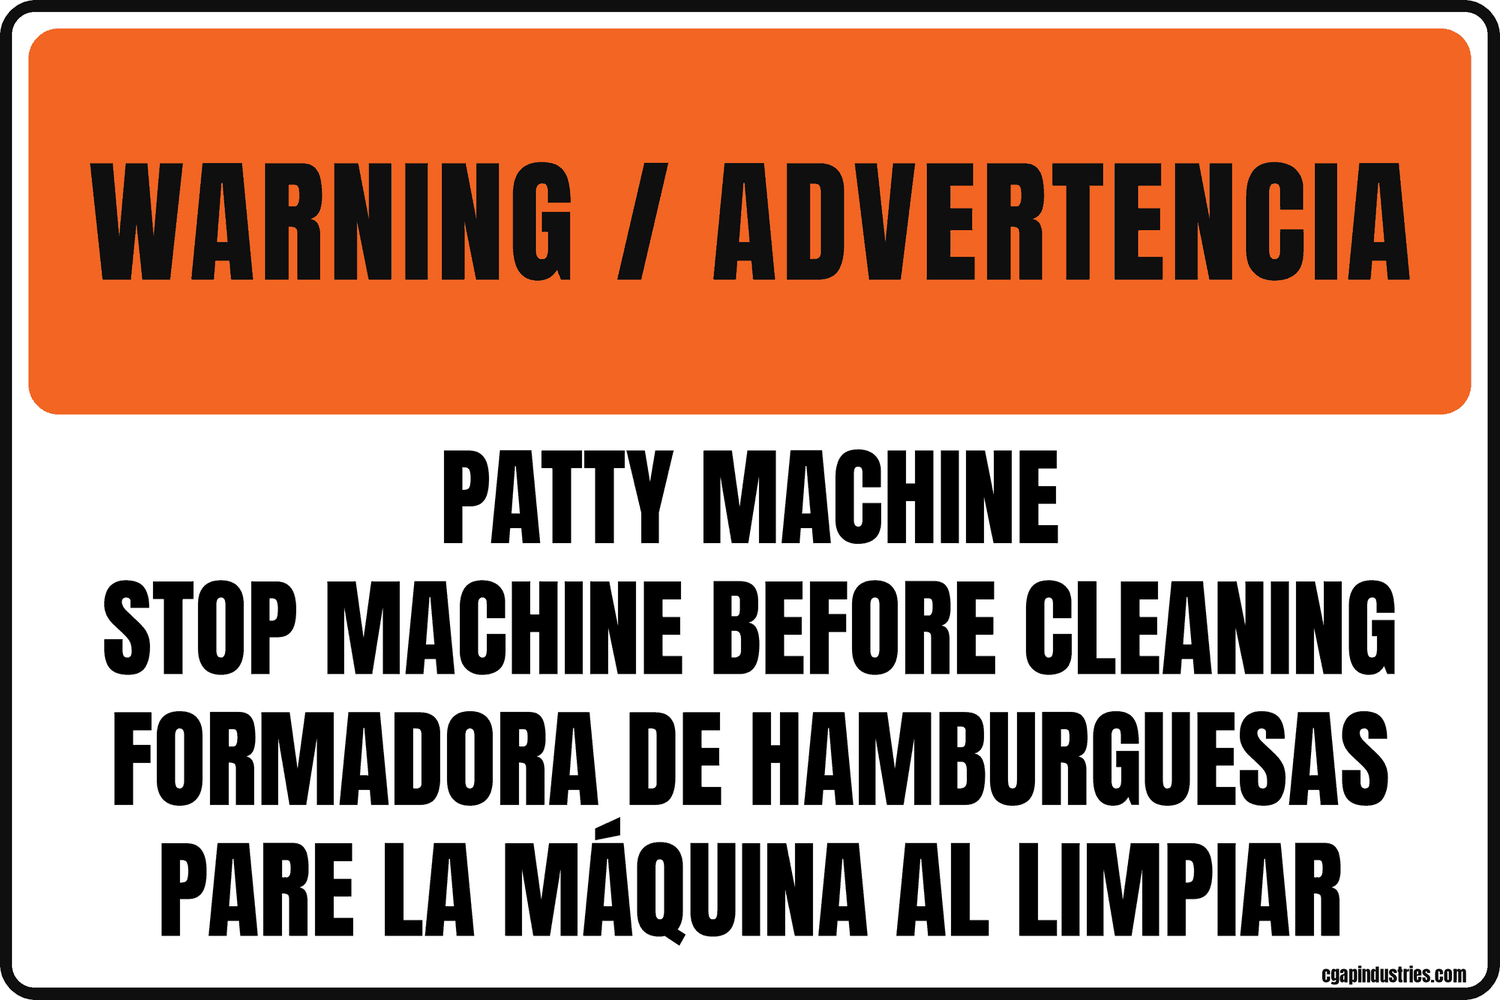 WARNING / ADVERTENCIA
PATTY MACHINE
STOP MACHINE BEFORE CLEANING
FORMADORA DE HAMBURGUESAS
PARE LA MÁQUINA AL LIMPIAR
cgapindustries.com